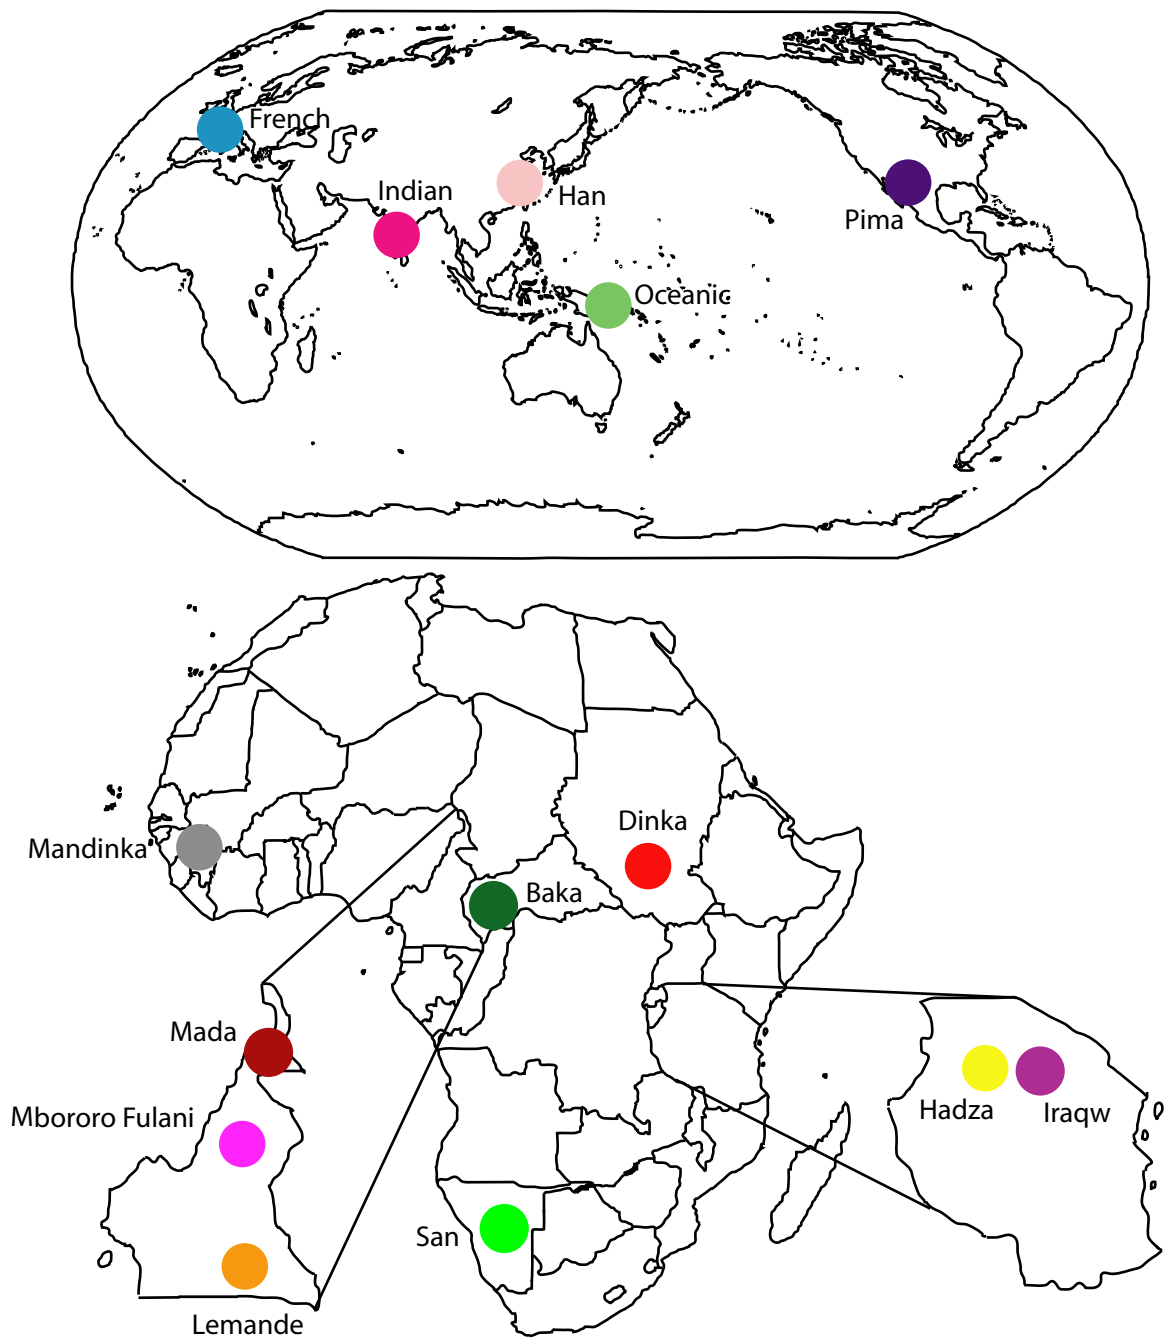 French
Indian
Han
Pima
Oceanic
Dinka
Mandinka
Baka
Mada
Hadza
Iraqw
Mbororo Fulani
San
Lemande